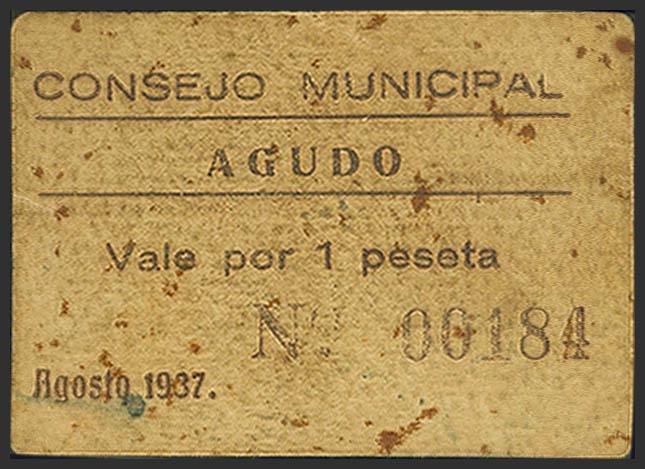 CONSEJO MUNICIPAL
AGUDO
Vale por 1 peseta
Nº 00184
Agosto 1937.